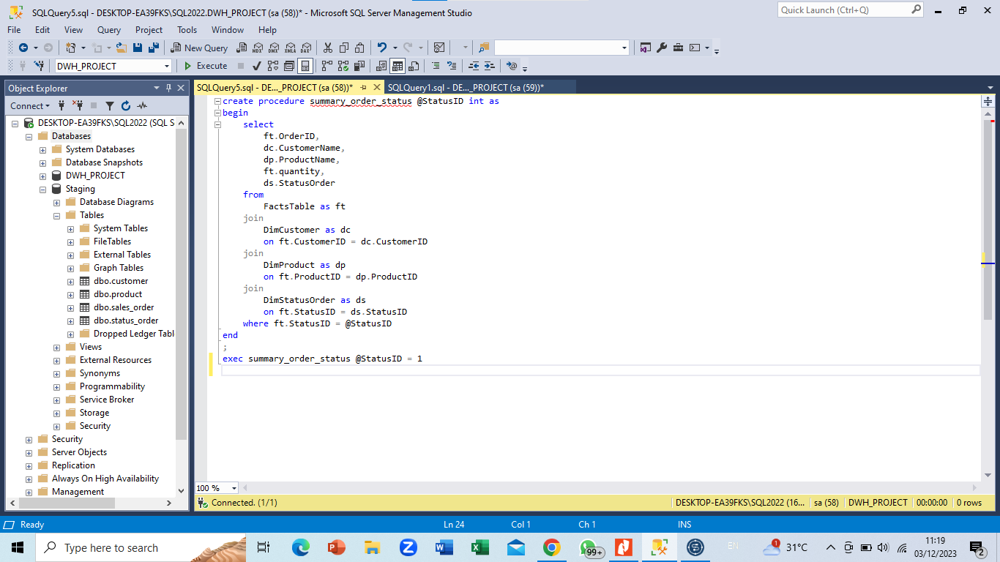 SQLQuery5.sql - DESKTOP-EA39FKS\SQL2022.DWH_PROJECT (sa (58))* - Microsoft SQL Server Management Studio
Quick Launch (Ctrl+Q)
File Edit View Query Project Tools Window Help
New Query MDX DMX XMLA DAX
DWH_PROJECT Execute
Object Explorer
SQLQuery5.sql - DE..._PROJECT (sa (58))* SQLQuery1.sql - DE..._PROJECT (sa (59))*
Connect
DESKTOP-EA39FKS\SQL2022 (SQL S
Databases
System Databases
Database Snapshots
DWH_PROJECT
Staging
Database Diagrams
Tables
System Tables
FileTables
External Tables
Graph Tables
dbo.customer
dbo.product
dbo.sales_order
dbo.status_order
Dropped Ledger Tabl
Views
External Resources
Synonyms
Programmability
Service Broker
Storage
Security
Security
Server Objects
Replication
Always On High Availability
Management
create procedure summary_order_status @StatusID int as
begin
select
ft.OrderID,
dc.CustomerName,
dp.ProductName,
ft.quantity,
ds.StatusOrder
from
FactsTable as ft
join
DimCustomer as dc
on ft.CustomerID = dc.CustomerID
join
DimProduct as dp
on ft.ProductID = dp.ProductID
join
DimStatusOrder as ds
on ft.StatusID = ds.StatusID
where ft.StatusID = @StatusID
end
;
exec summary_order_status @StatusID = 1
100 %
Connected. (1/1) DESKTOP-EA39FKS\SQL2022 (16... sa (58) DWH_PROJECT 00:00:00 0 rows
Ready Ln 24 Col 1 Ch 1 INS
Type here to search
99+
EN
1
31°C
11:19
03/12/2023
2